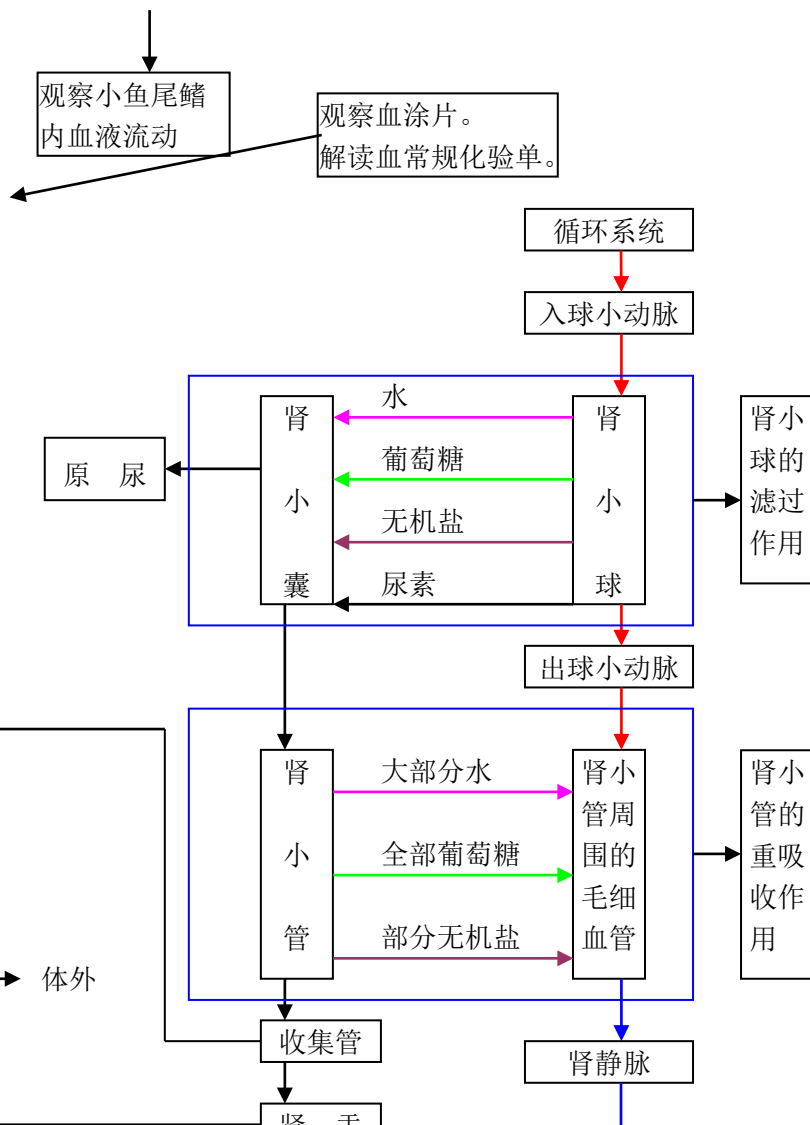 观察小鱼尾鳍
内血液流动
观察血涂片。
解读血常规化验单。
循环系统
入球小动脉
水
葡萄糖
无机盐
尿素
肾
小
囊
肾
小
球
原 尿
肾小
球的
滤过
作用
出球小动脉
肾
小
管
大部分水
全部葡萄糖
部分无机盐
肾小
管周
围的
毛细
血管
肾小
管的
重吸
收作
用
体外
收集管
肾静脉